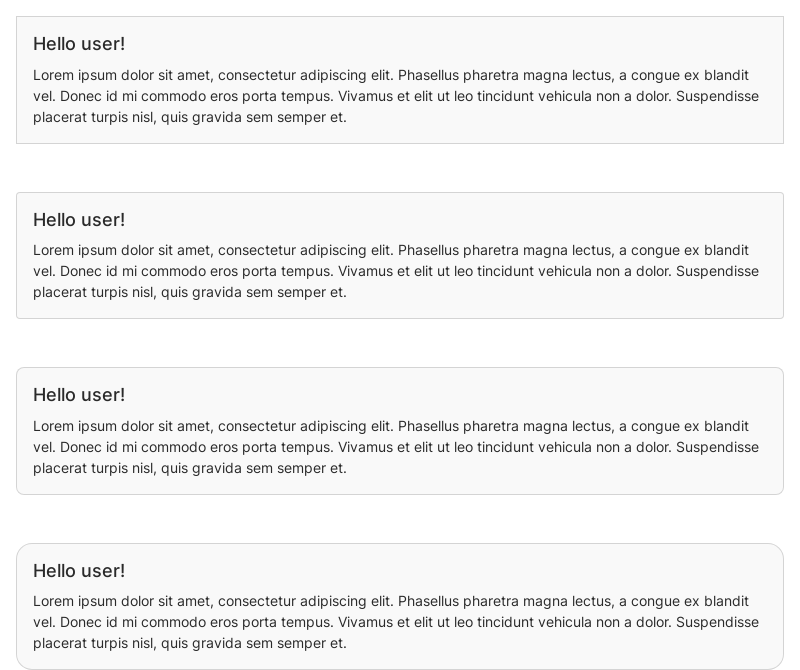 Hello user!
Lorem ipsum dolor sit amet, consectetur adipiscing elit. Phasellus pharetra magna lectus, a congue ex blandit
vel. Donec id mi commodo eros porta tempus. Vivamus et elit ut leo tincidunt vehicula non a dolor. Suspendisse
placerat turpis nisl, quis gravida sem semper et.
Hello user!
Lorem ipsum dolor sit amet, consectetur adipiscing elit. Phasellus pharetra magna lectus, a congue ex blandit
vel. Donec id mi commodo eros porta tempus. Vivamus et elit ut leo tincidunt vehicula non a dolor. Suspendisse
placerat turpis nisl, quis gravida sem semper et.
Hello user!
Lorem ipsum dolor sit amet, consectetur adipiscing elit. Phasellus pharetra magna lectus, a congue ex blandit
vel. Donec id mi commodo eros porta tempus. Vivamus et elit ut leo tincidunt vehicula non a dolor. Suspendisse
placerat turpis nisl, quis gravida sem semper et.
Hello user!
Lorem ipsum dolor sit amet, consectetur adipiscing elit. Phasellus pharetra magna lectus, a congue ex blandit
vel. Donec id mi commodo eros porta tempus. Vivamus et elit ut leo tincidunt vehicula non a dolor. Suspendisse
placerat turpis nisl, quis gravida sem semper et.